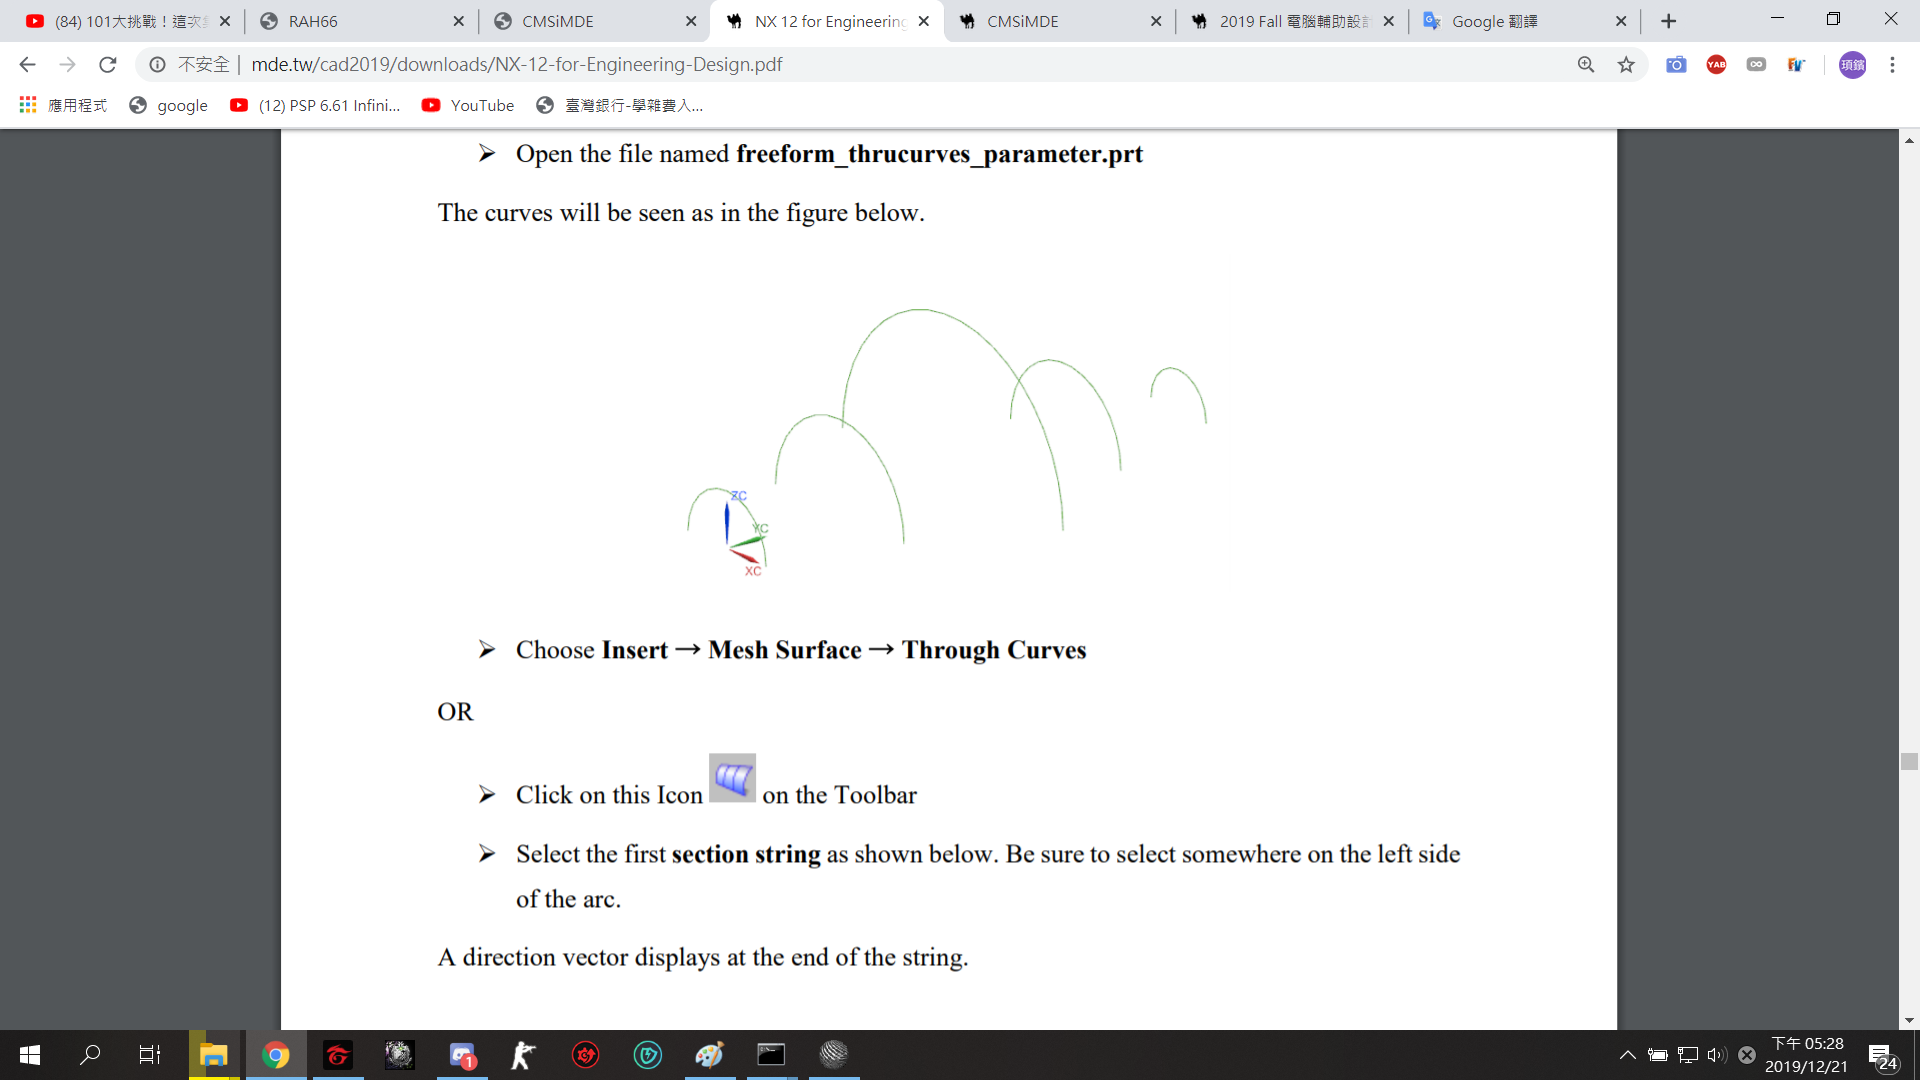 (84) 101大挑戰！這次
RAH66
CMSiMDE
NX 12 for Engineering
CMSiMDE
2019 Fall 電腦輔助設
Google 翻譯
不安全
mde.tw/cad2019/downloads/NX-12-for-Engineering-Design.pdf
YAB
頊鑌
應用程式
google
(12) PSP 6.61 Infini...
YouTube
臺灣銀行-學雜費入...
➢ Open the file named freeform_thrucurves_parameter.prt
The curves will be seen as in the figure below.
ZC
YC
XC
➢ Choose Insert → Mesh Surface → Through Curves
OR
➢ Click on this Icon on the Toolbar
➢ Select the first section string as shown below. Be sure to select somewhere on the left side
of the arc.
A direction vector displays at the end of the string.
1
下午 05:28
2019/12/21
24